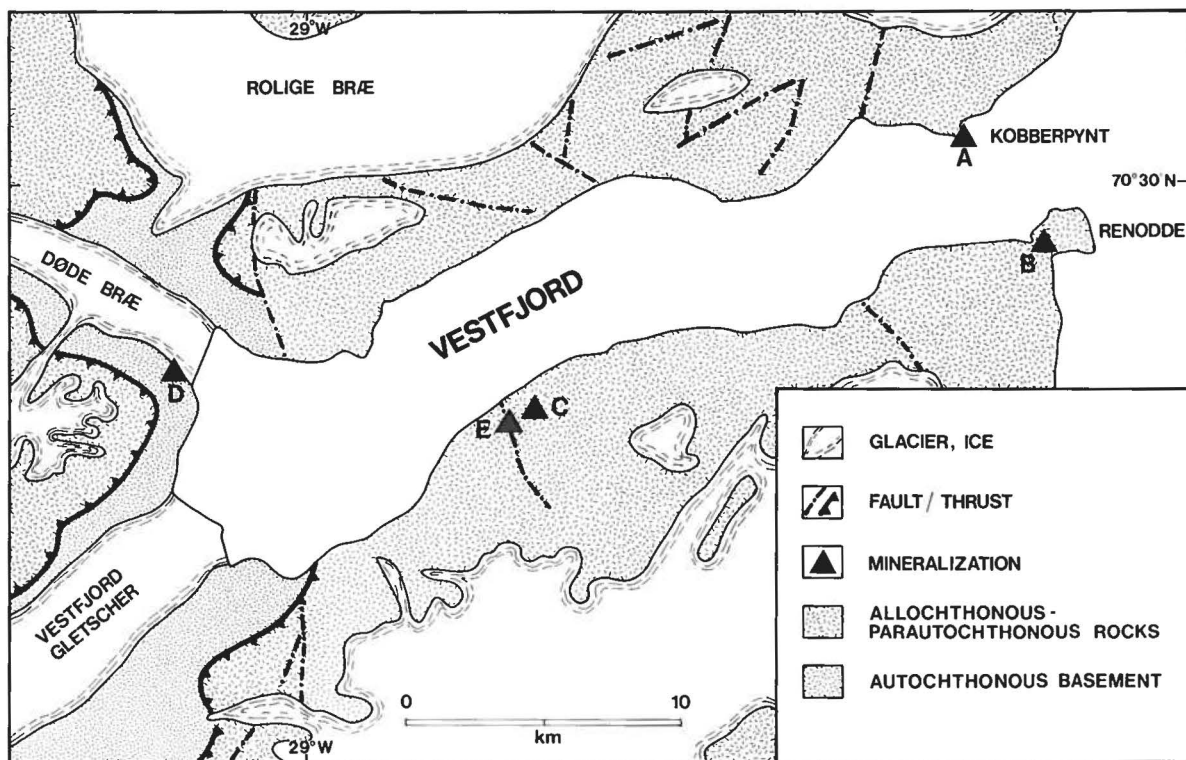 29°W
ROLIGE BRÆ
KOBBERPYNT
A
70°30'N
RENODDE
B
DØDE BRÆ
VESTFJORD
D
C
E
GLACIER, ICE
FAULT / THRUST
MINERALIZATION
ALLOCHTHONOUS-
PARAUTOCHTHONOUS ROCKS
AUTOCHTHONOUS BASEMENT
VESTFJORD
GLETSCHER
0 10
km
29°W